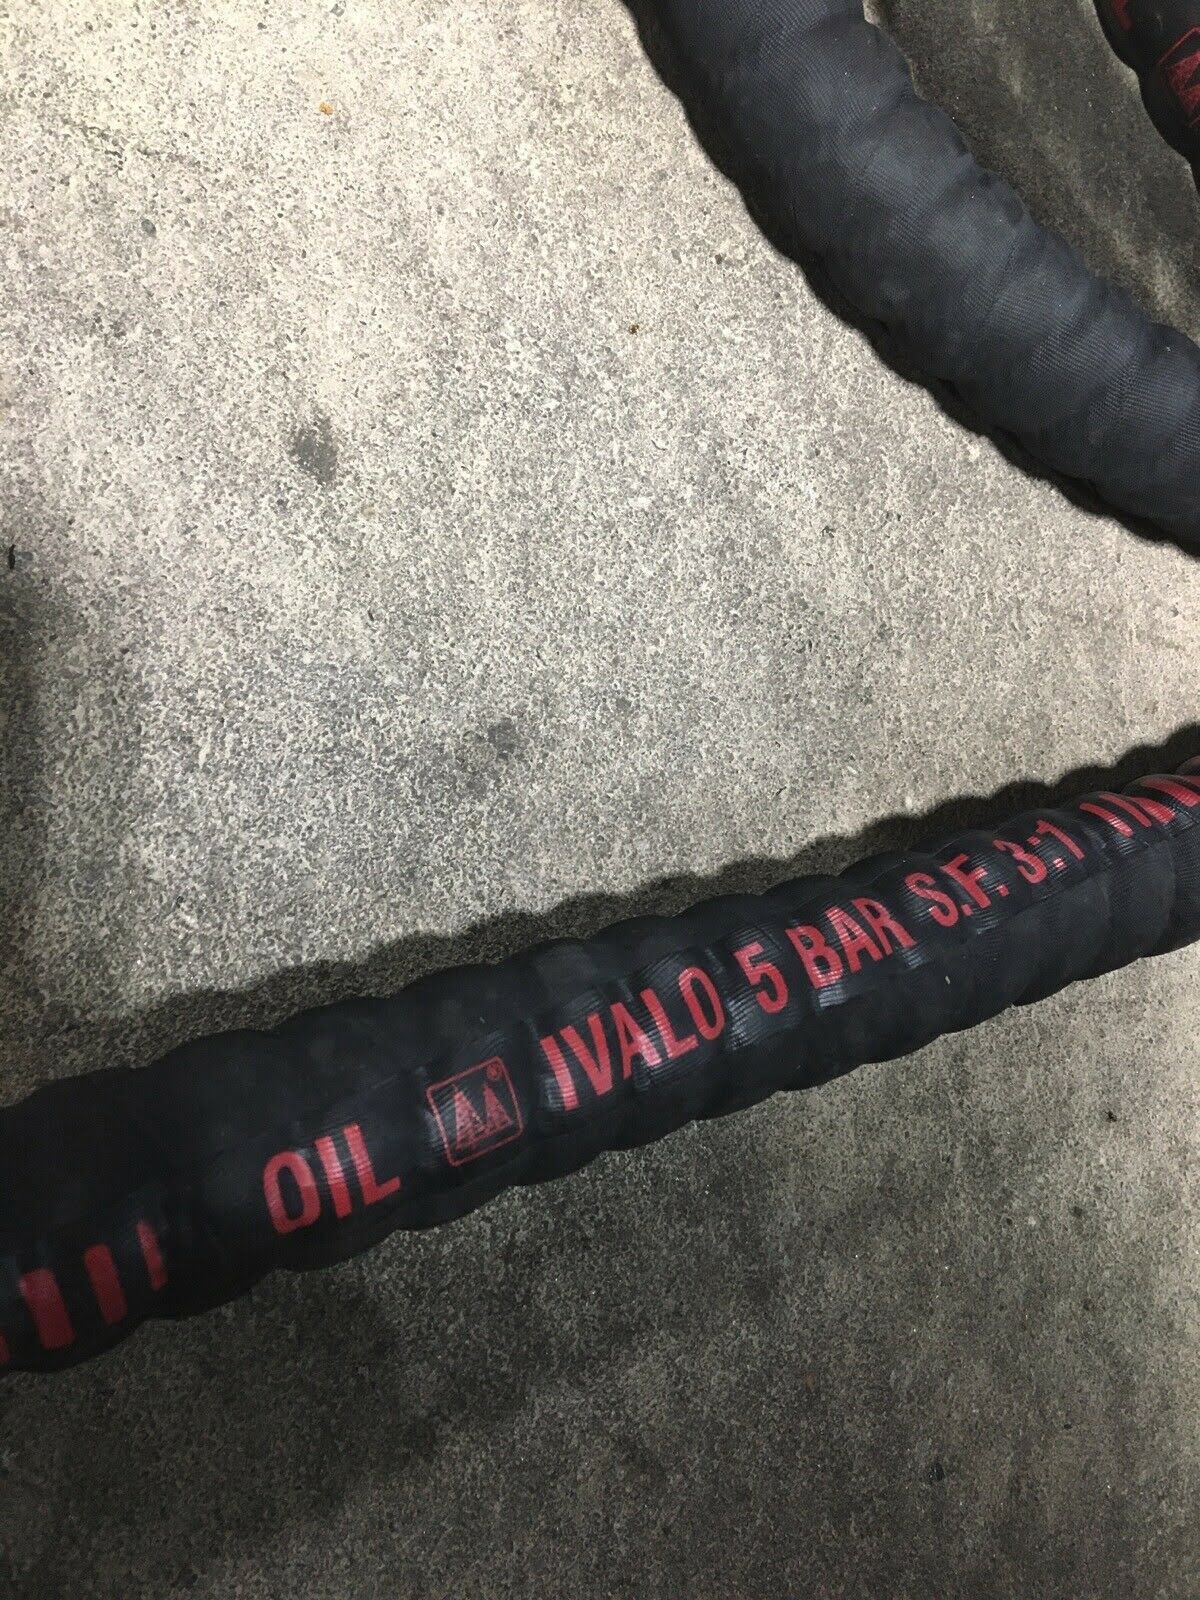 OIL ® IVALO 5 BAR S.F. 3:1